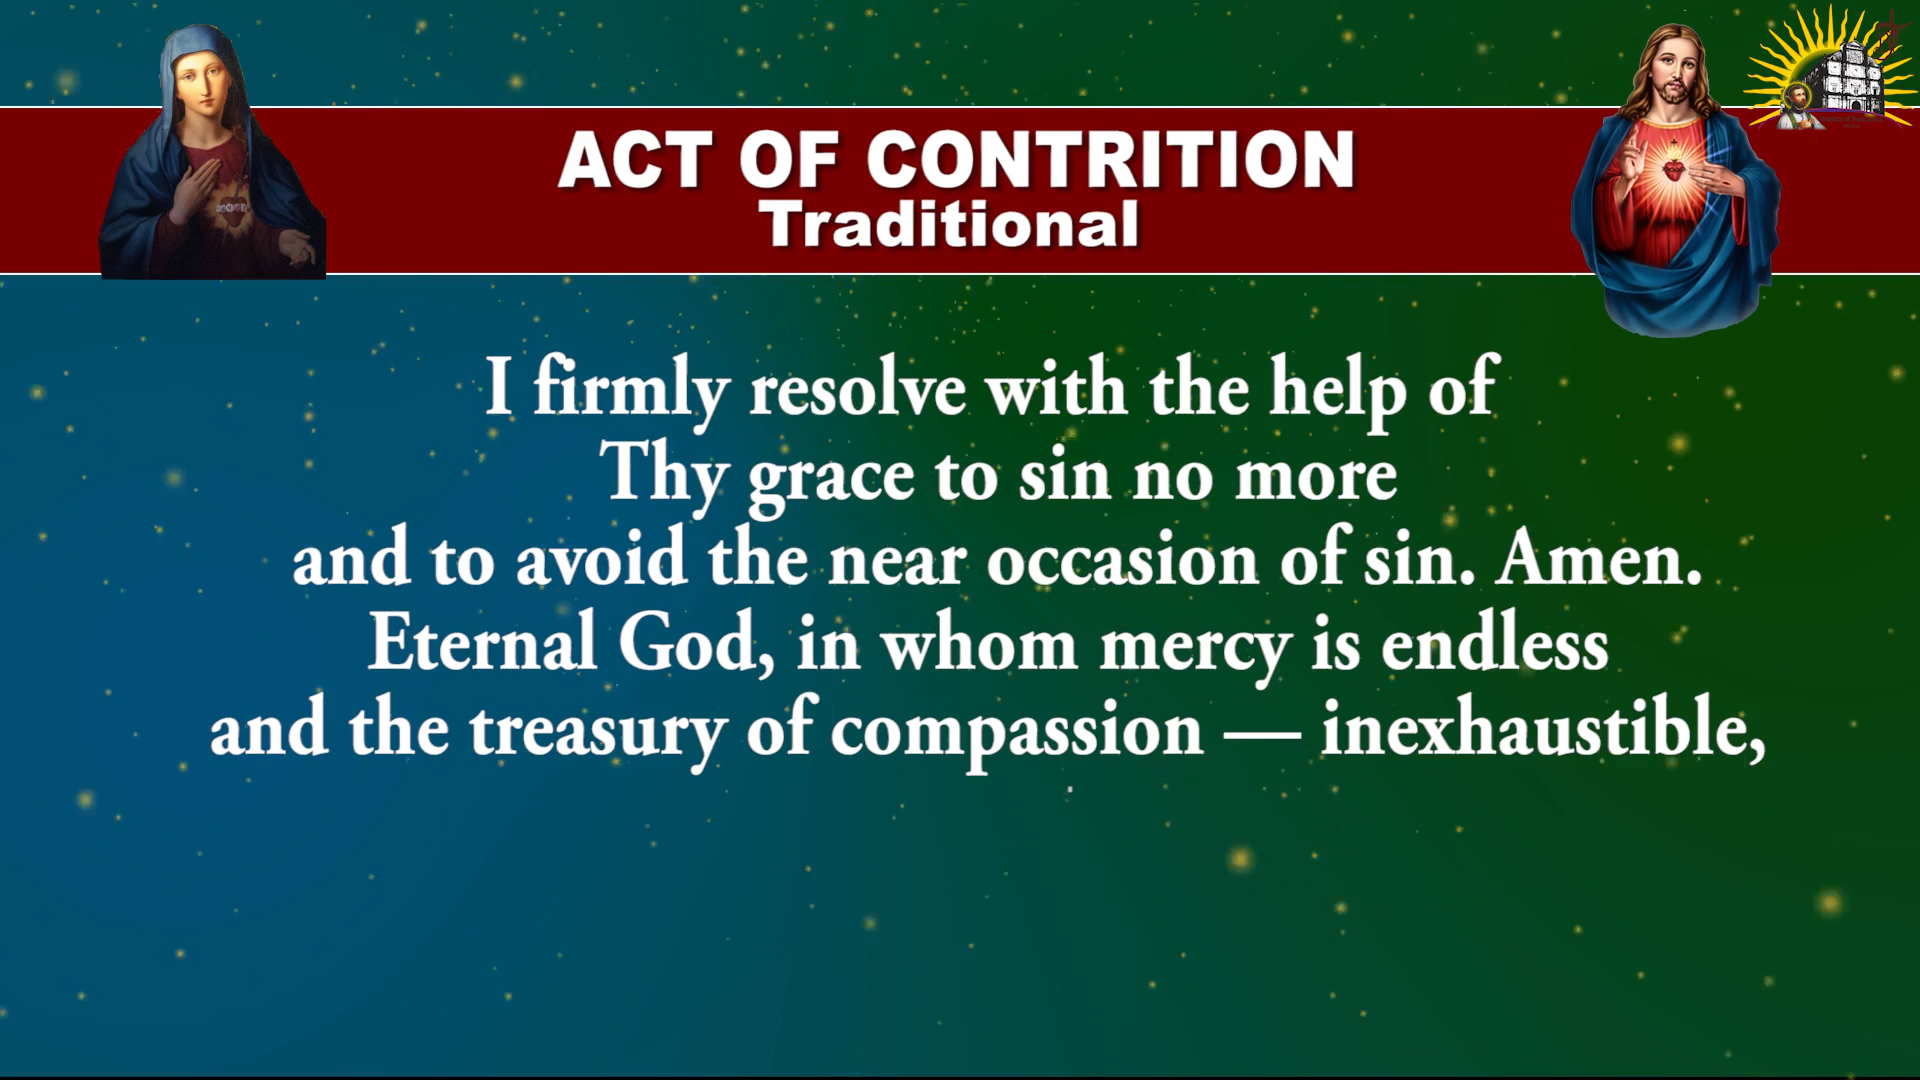 ACT OF CONTRITION
Traditional
I firmly resolve with the help of
Thy grace to sin no more
and to avoid the near occasion of sin. Amen.
Eternal God, in whom mercy is endless
and the treasury of compassion — inexhaustible,